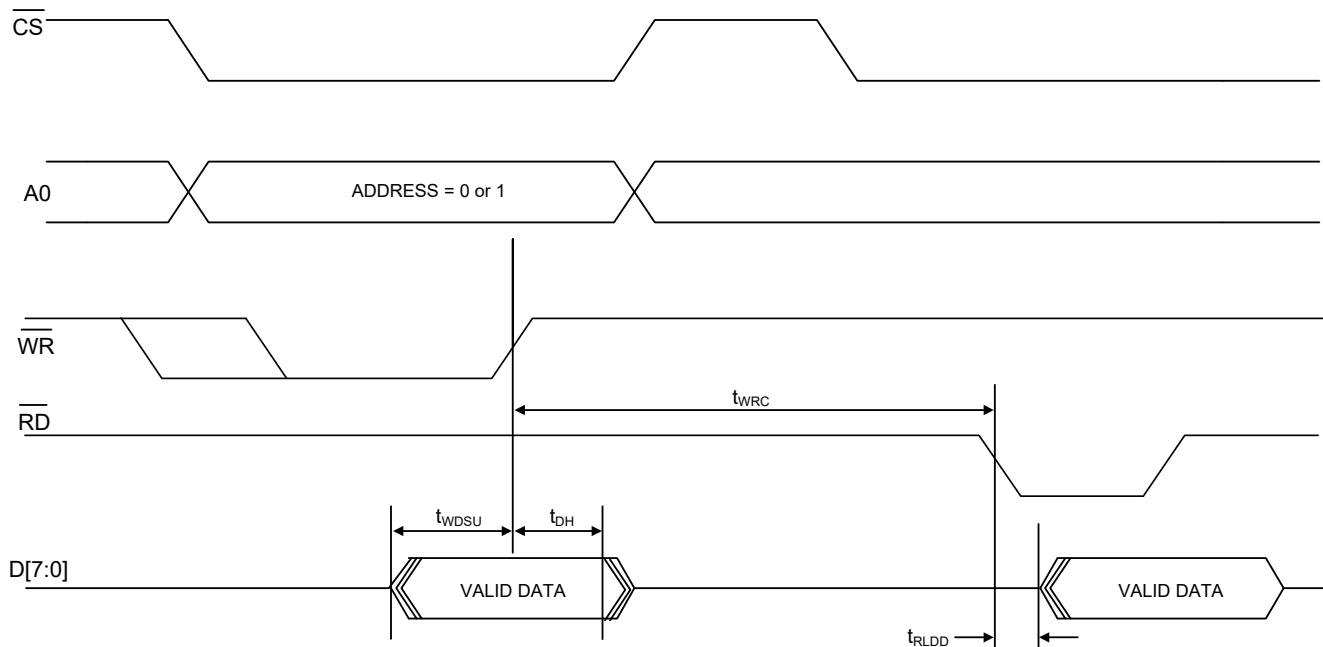 CS
A0
ADDRESS = 0 or 1
WR
tWRC
RD
tWDSU
tDH
D[7:0]
VALID DATA
VALID DATA
tRLDD